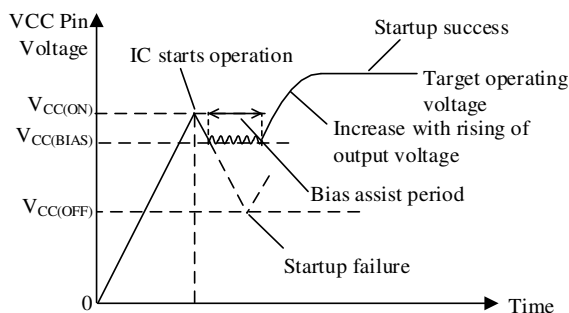 VCC Pin
Voltage
Startup success
IC starts operation
Target operating
voltage
VCC(ON)
Increase with rising of
output voltage
VCC(BIAS)
Bias assist period
VCC(OFF)
Startup failure
0
Time